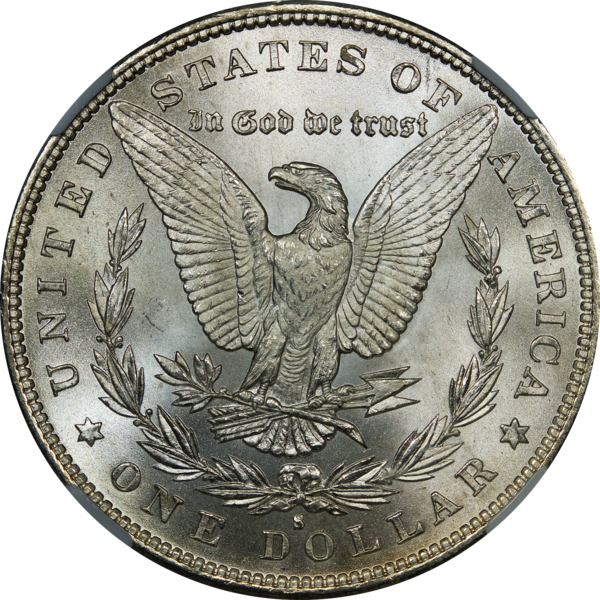 UNITED STATES OF AMERICA
In God we trust
S
ONE DOLLAR